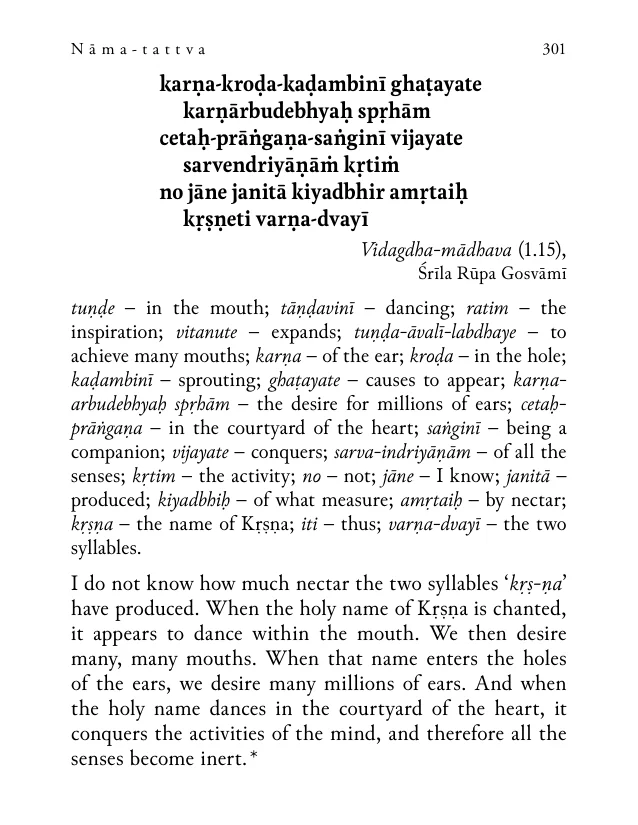 Nāma-tattva 301
karṇa-kroḍa-kaḍambinī ghaṭayate
karṇārbudebhyaḥ spṛhām
cetaḥ-prāṅgaṇa-saṅginī vijayate
sarvendriyāṇāṁ kṛtiṁ
no jāne janitā kiyadbhir amṛtaiḥ
kṛṣṇeti varṇa-dvayī
Vidagdha-mādhava (1.15),
Śrīla Rūpa Gosvāmī
tuṇḍe – in the mouth; tāṇḍavinī – dancing; ratim – the
inspiration; vitanute – expands; tuṇḍa-āvalī-labdhaye – to
achieve many mouths; karṇa – of the ear; kroḍa – in the hole;
kaḍambinī – sprouting; ghaṭayate – causes to appear; karṇa-
arbudebhyaḥ spṛhām – the desire for millions of ears; cetaḥ-
prāṅgaṇa – in the courtyard of the heart; saṅginī – being a
companion; vijayate – conquers; sarva-indriyāṇām – of all the
senses; kṛtim – the activity; no – not; jāne – I know; janitā –
produced; kiyadbhiḥ – of what measure; amṛtaiḥ – by nectar;
kṛṣṇa – the name of Kṛṣṇa; iti – thus; varṇa-dvayī – the two
syllables.
I do not know how much nectar the two syllables ‘kṛṣ-ṇa’
have produced. When the holy name of Kṛṣṇa is chanted,
it appears to dance within the mouth. We then desire
many, many mouths. When that name enters the holes
of the ears, we desire many millions of ears. And when
the holy name dances in the courtyard of the heart, it
conquers the activities of the mind, and therefore all the
senses become inert.*